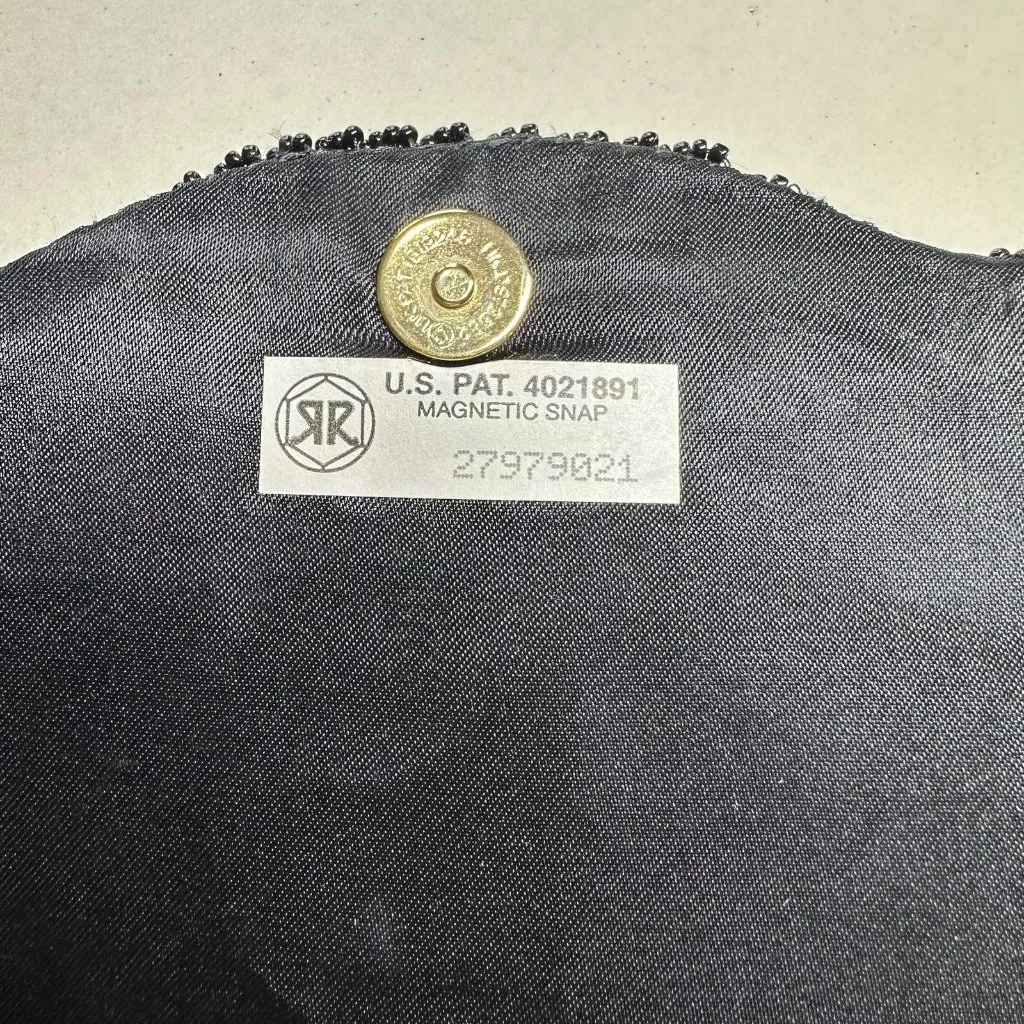 U.S. PAT. 4021891
MAGNETIC SNAP
27979021